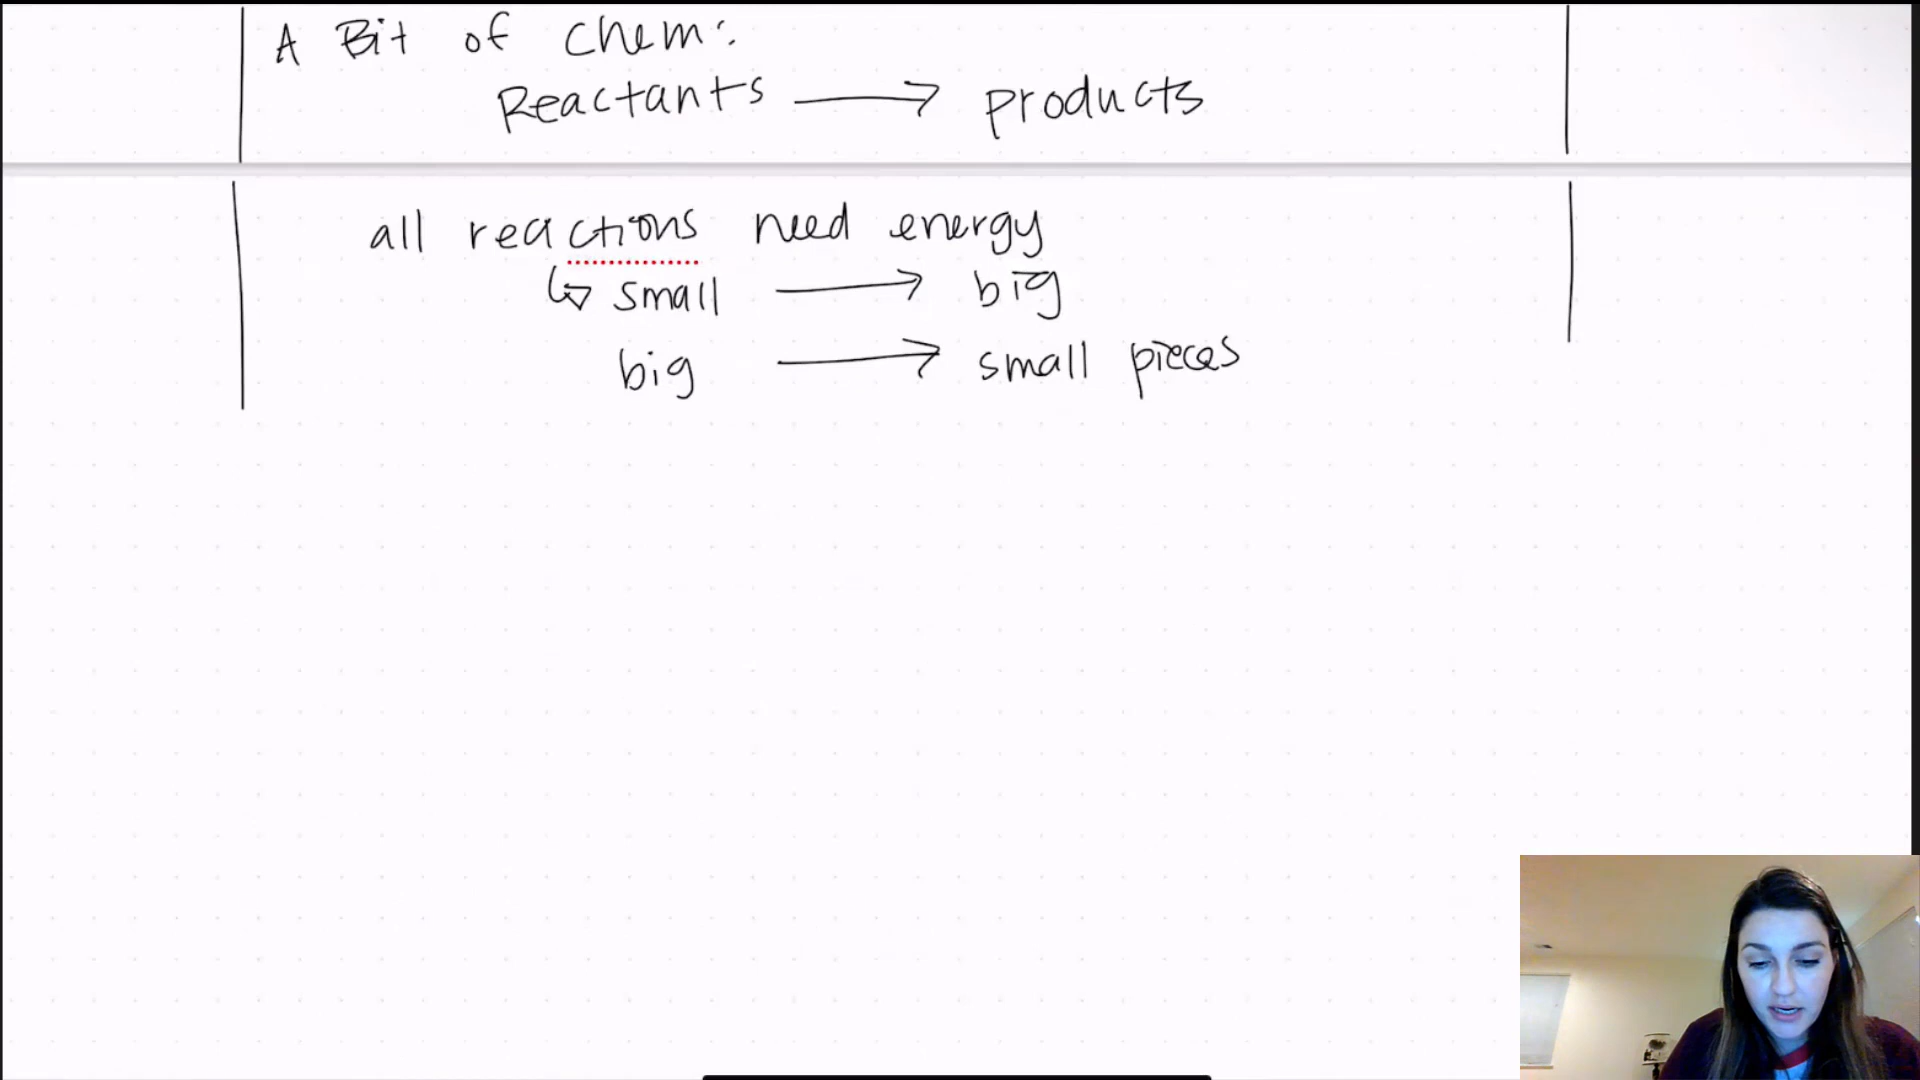 A Bit of Chem:
Reactants → products
all reactions need energy
↳ small → big
big → small pieces